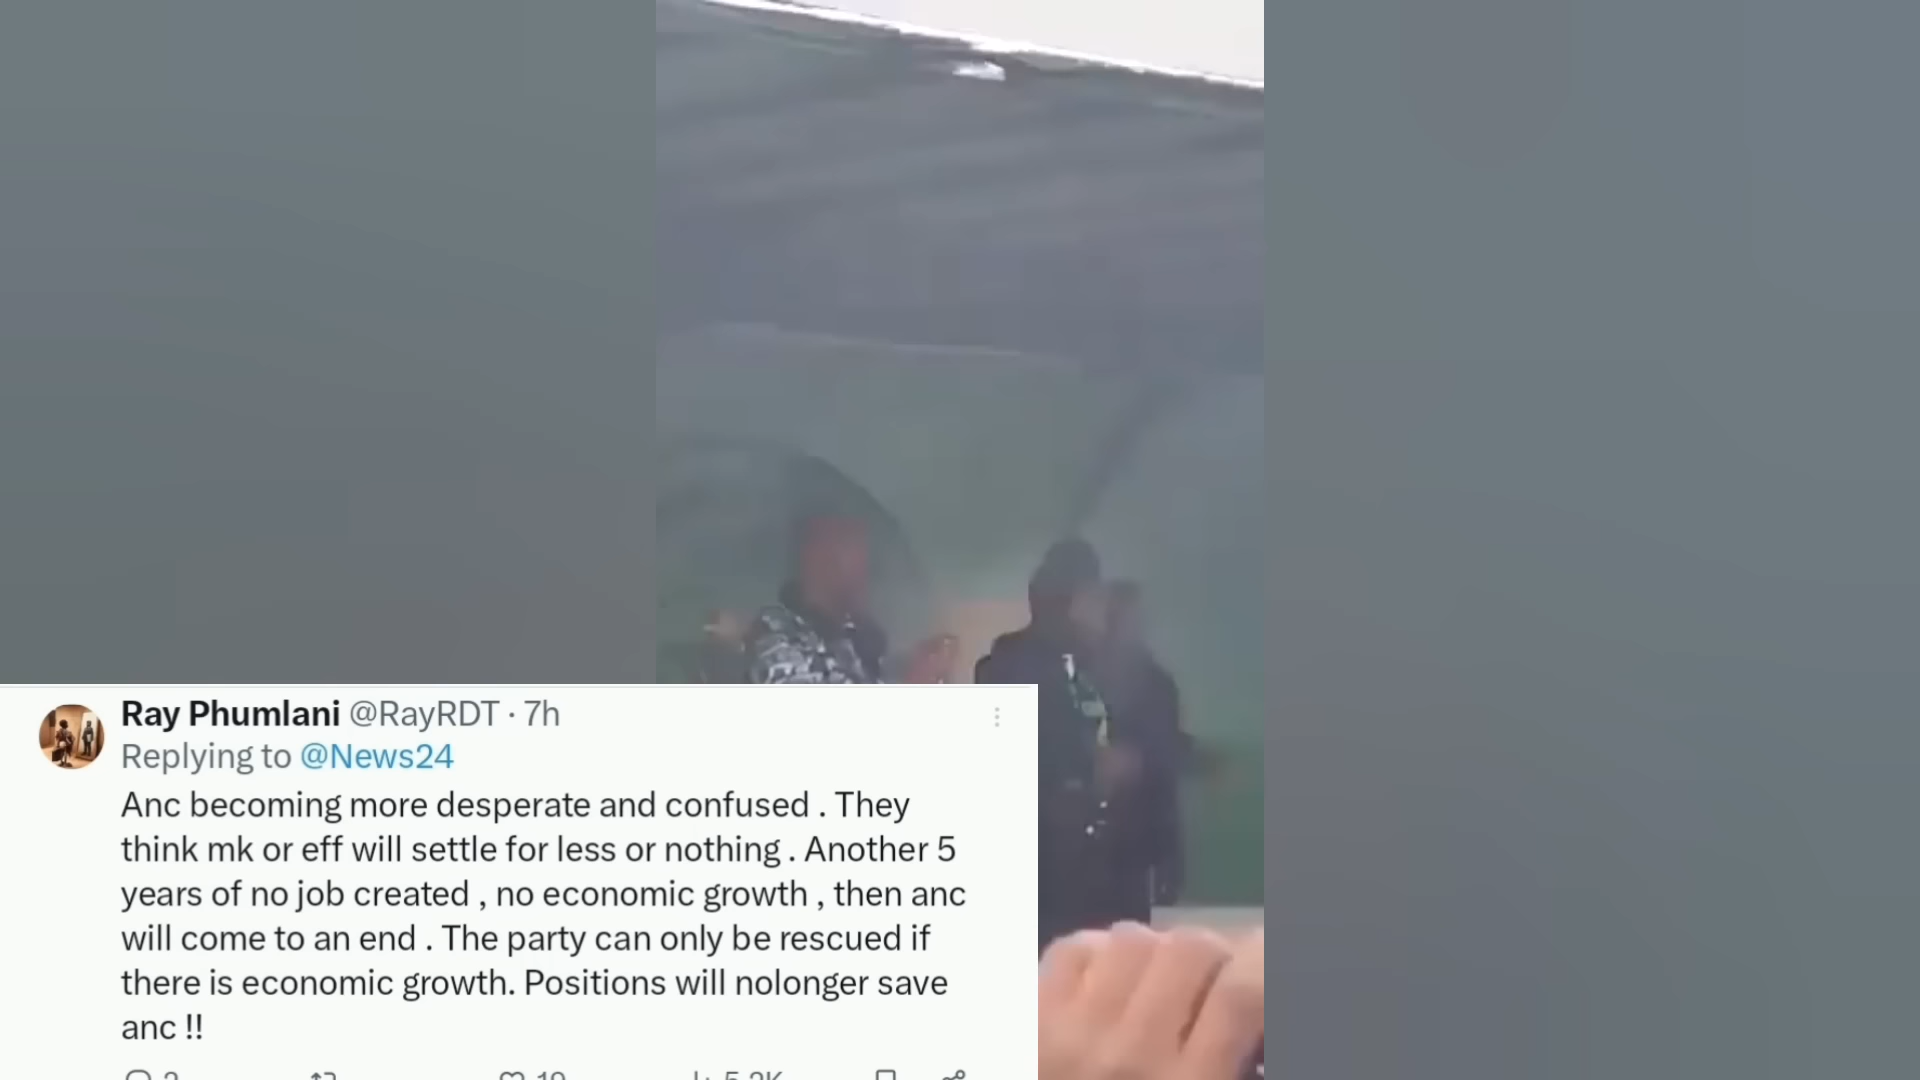 Ray Phumlani @RayRDT · 7h
Replying to @News24
Anc becoming more desperate and confused . They
think mk or eff will settle for less or nothing . Another 5
years of no job created , no economic growth , then anc
will come to an end . The party can only be rescued if
there is economic growth. Positions will nolonger save
anc !!